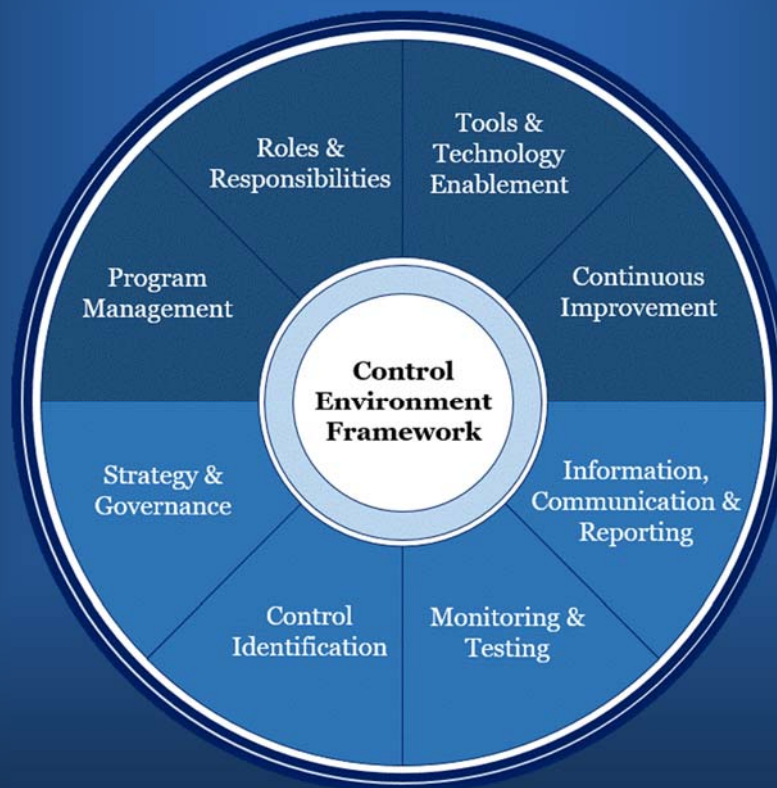 Roles &
Responsibilities
Tools &
Technology
Enablement
Program
Management
Continuous
Improvement
Control
Environment
Framework
Strategy &
Governance
Information,
Communication &
Reporting
Control
Identification
Monitoring &
Testing